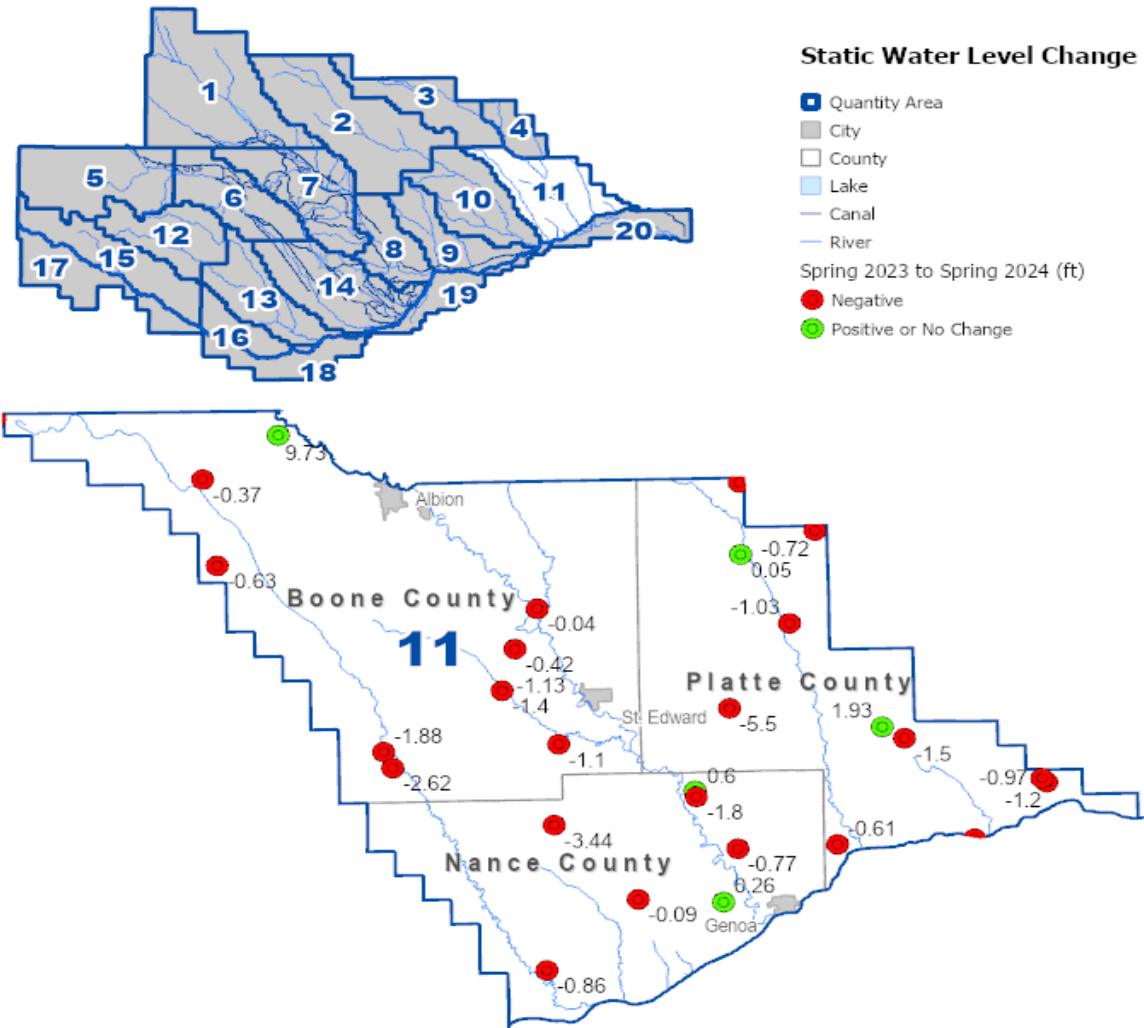 1
2
3
4
5
6
7
8
9
10
11
12
13
14
15
16
17
18
19
20
Static Water Level Change
Quantity Area
City
County
Lake
Canal
River
Spring 2023 to Spring 2024 (ft)
Negative
Positive or No Change
9.73
-0.37
Albion
-0.63
-0.72
0.05
Boone County
-1.03
-0.04
11
-0.42
-1.13
-1.4
Platte County
St. Edward
-5.5
1.93
-1.5
-1.88
-1.1
-2.62
0.6
-1.8
-0.97
-1.2
-3.44
-0.61
Nance County
-0.77
0.26
-0.09
Genoa
-0.86